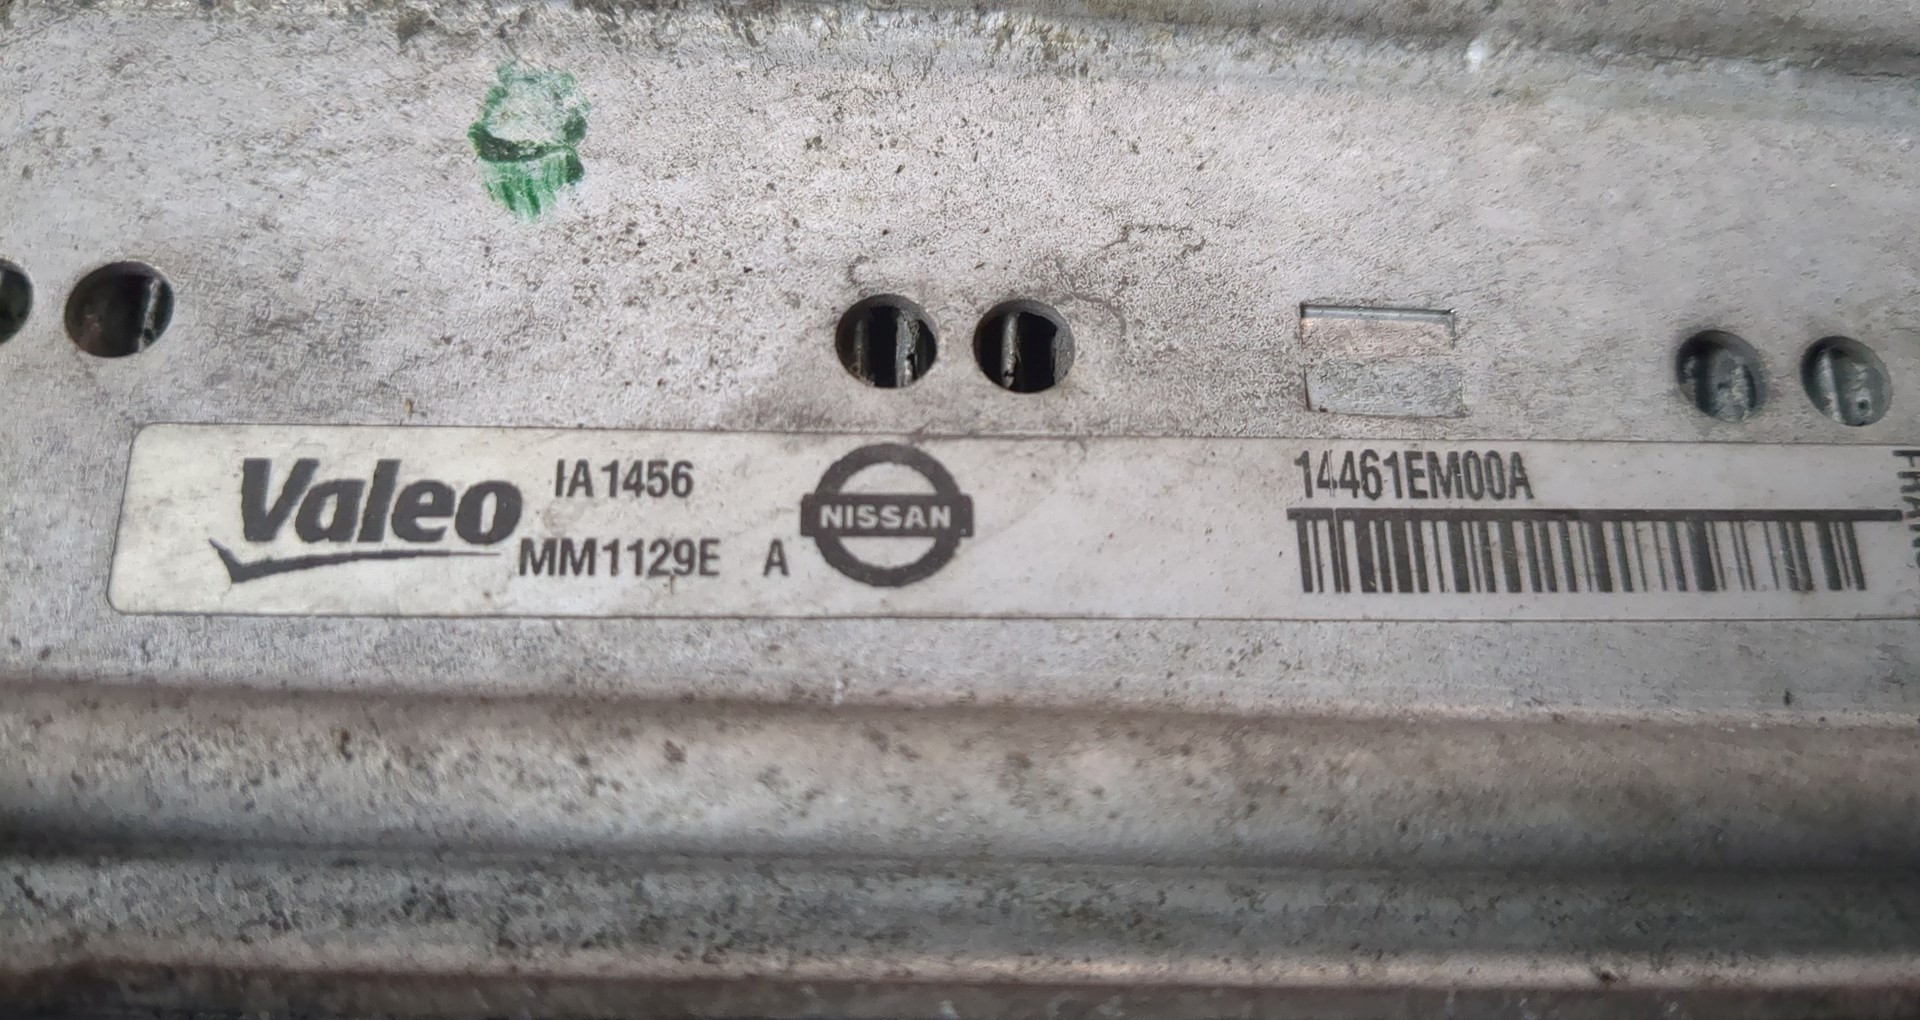 Valeo
IA1456
MM1129E A
NISSAN
14461EM00A